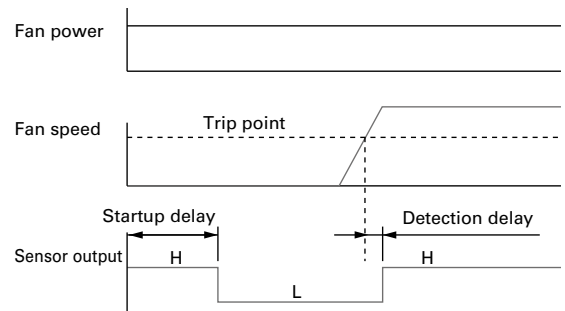 Fan power
Fan speed
Trip point
Startup delay
Detection delay
Sensor output
H
L
H